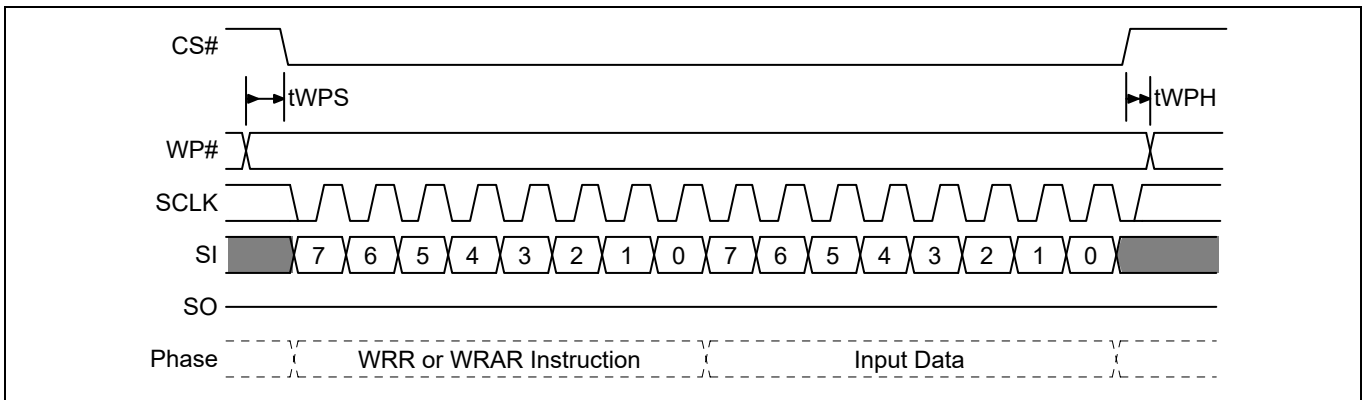 CS#
tWPS tWPH
WP#
SCLK
SI 7 6 5 4 3 2 1 0 7 6 5 4 3 2 1 0
SO
Phase WRR or WRAR Instruction Input Data